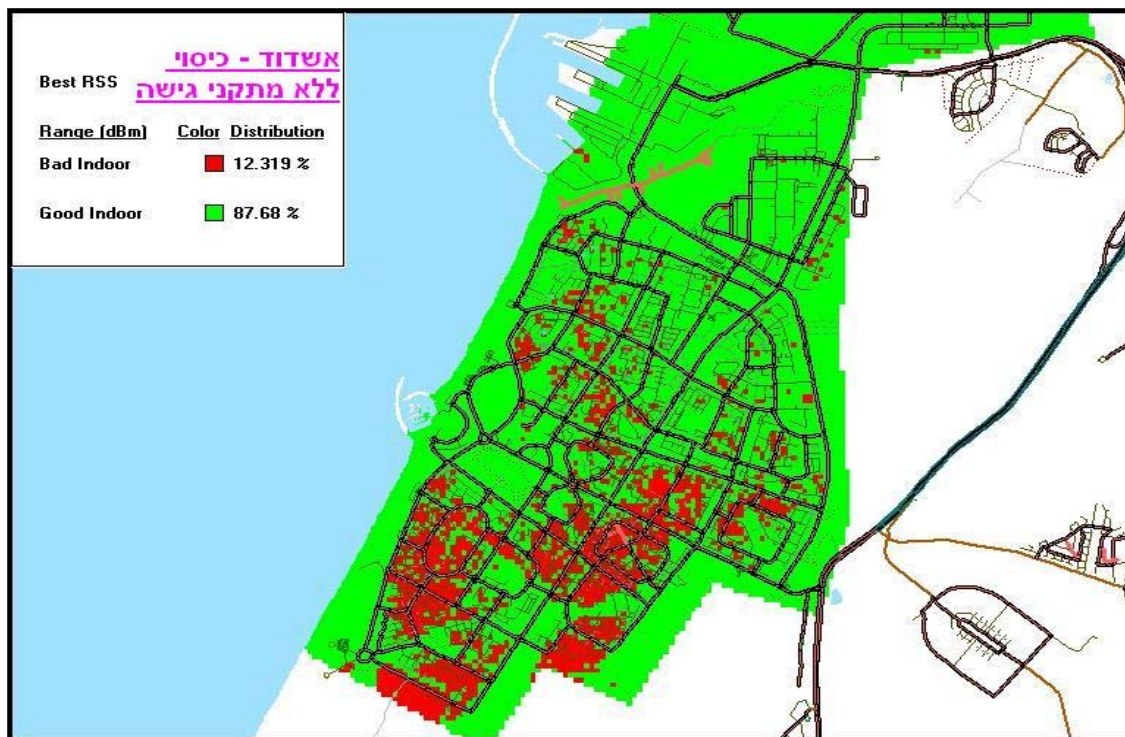 אשדוד - כיסוי
ללא מתקני גישה
Best RSS
Range (dBm) Color Distribution
Bad Indoor 12.319 %
Good Indoor 87.68 %